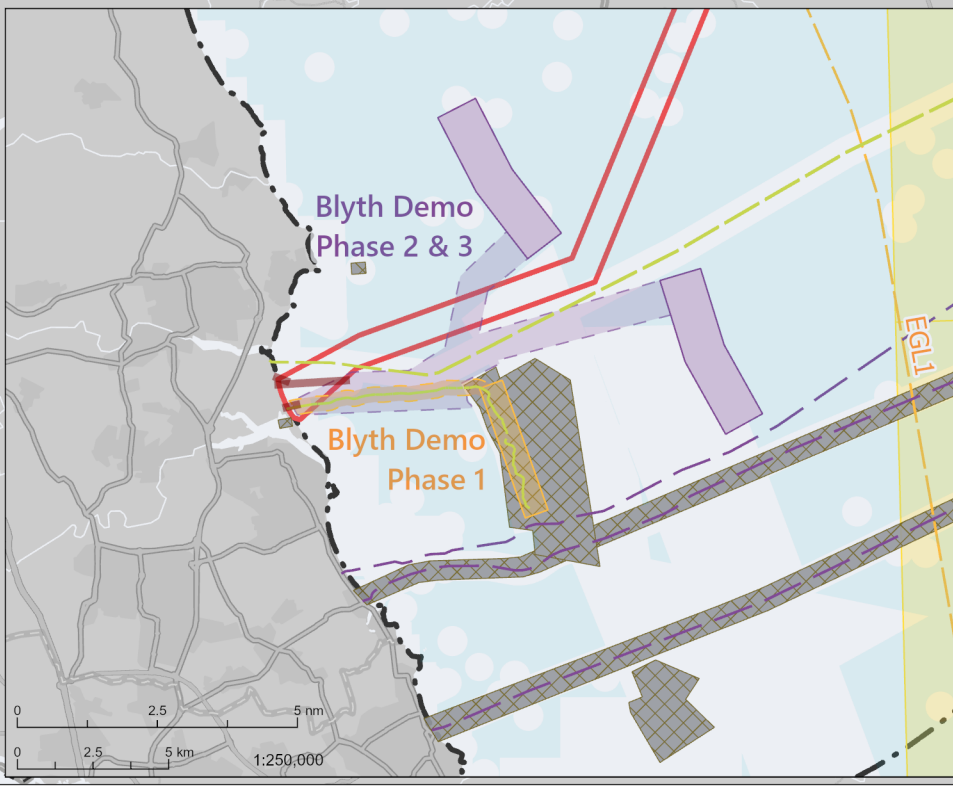 Blyth Demo
Phase 2 & 3
EGL1
Blyth Demo
Phase 1
0 2.5 5 nm
0 2.5 5 km
1:250,000